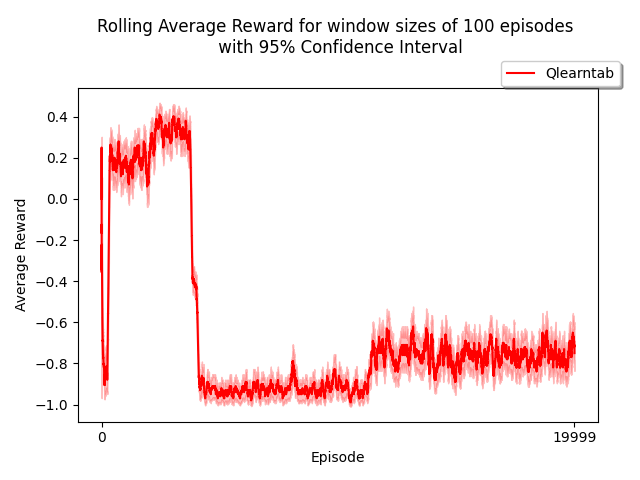 Rolling Average Reward for window sizes of 100 episodes
with 95% Confidence Interval
Qlearntab
0.4
0.2
0.0
−0.2
−0.4
−0.6
−0.8
−1.0
Average Reward
0
19999
Episode